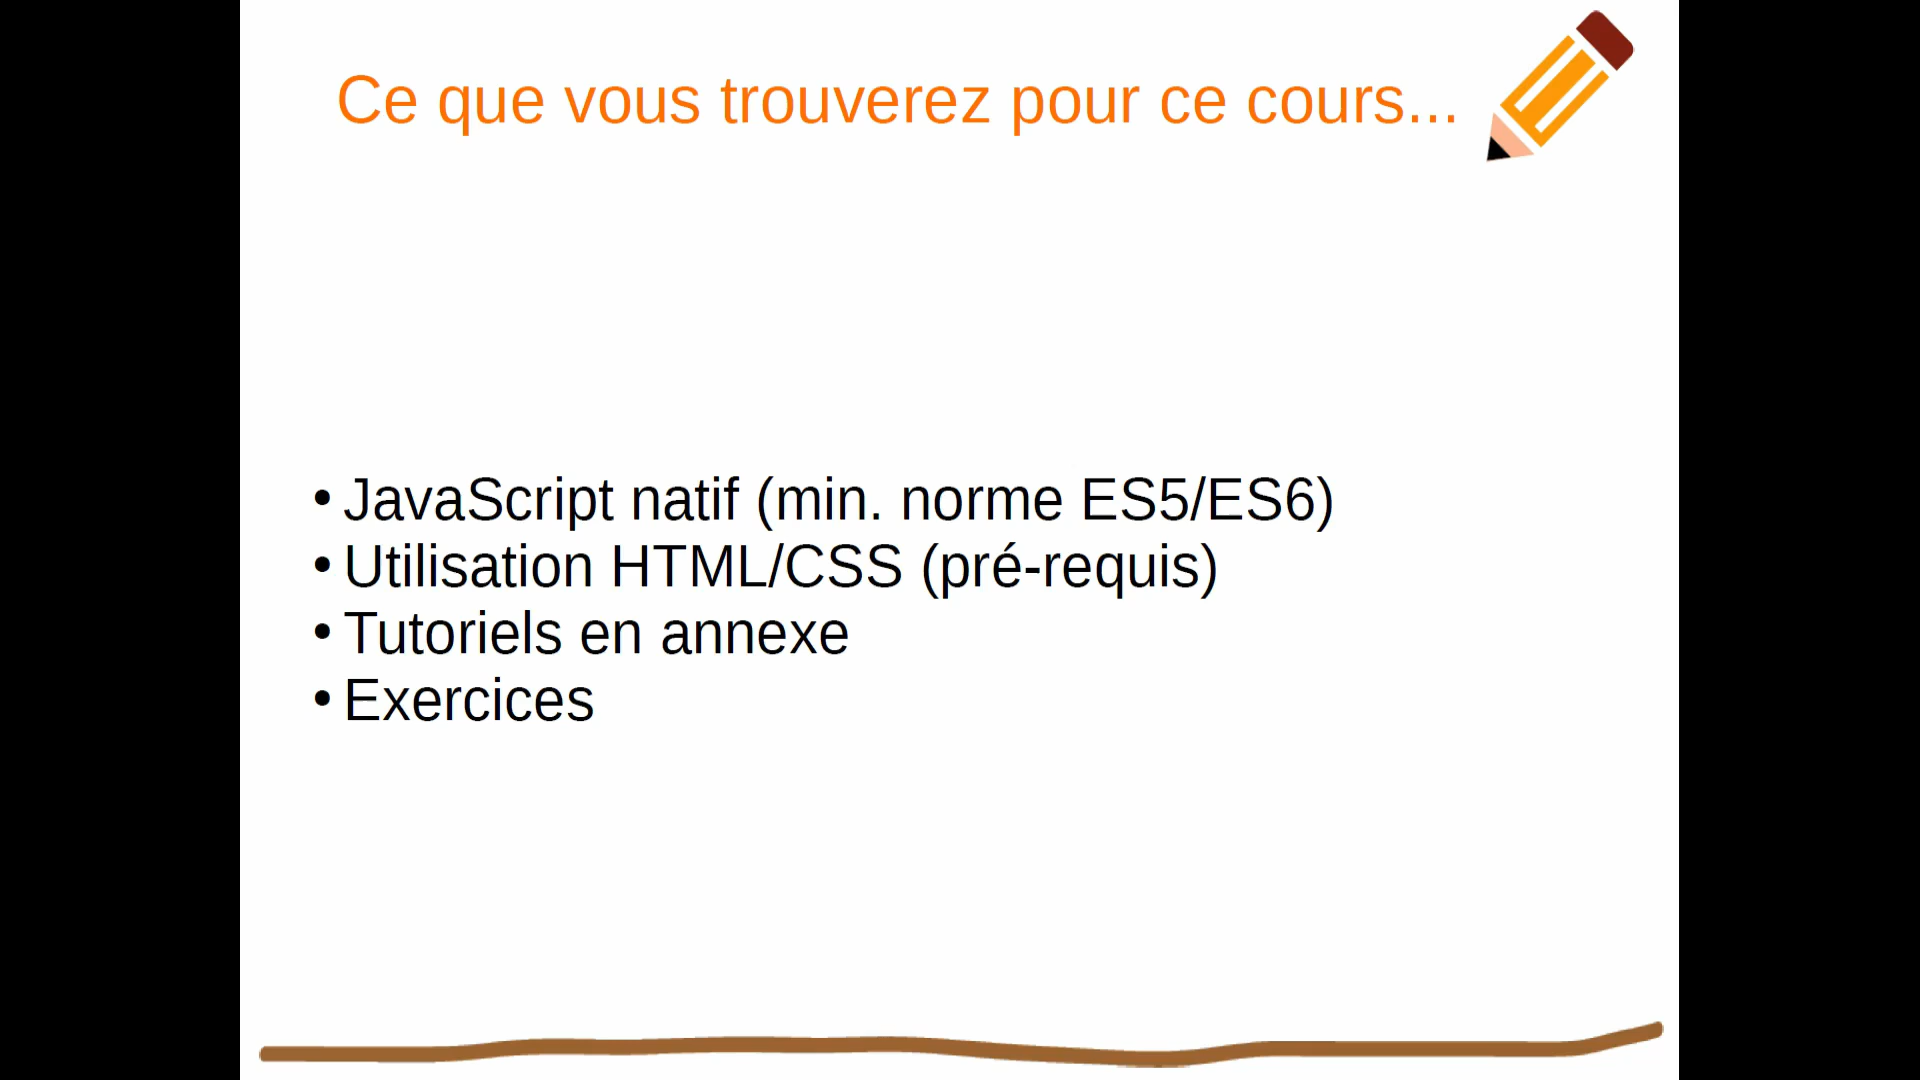 Ce que vous trouverez pour ce cours...
• JavaScript natif (min. norme ES5/ES6)
• Utilisation HTML/CSS (pré-requis)
• Tutoriels en annexe
• Exercices